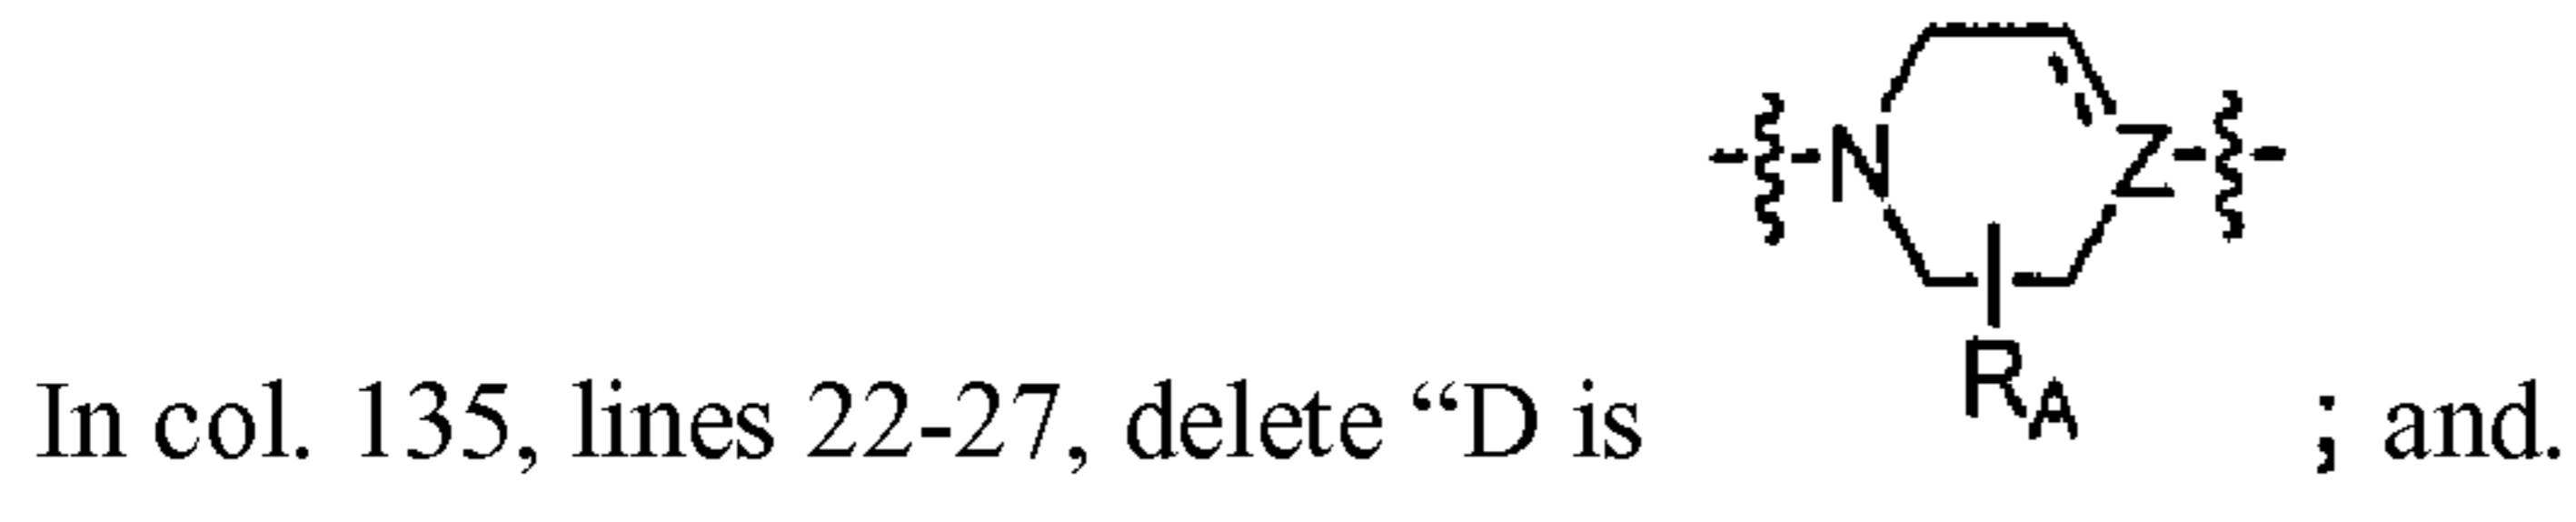 N Z
R_A
In col. 135, lines 22-27, delete “D is ; and.